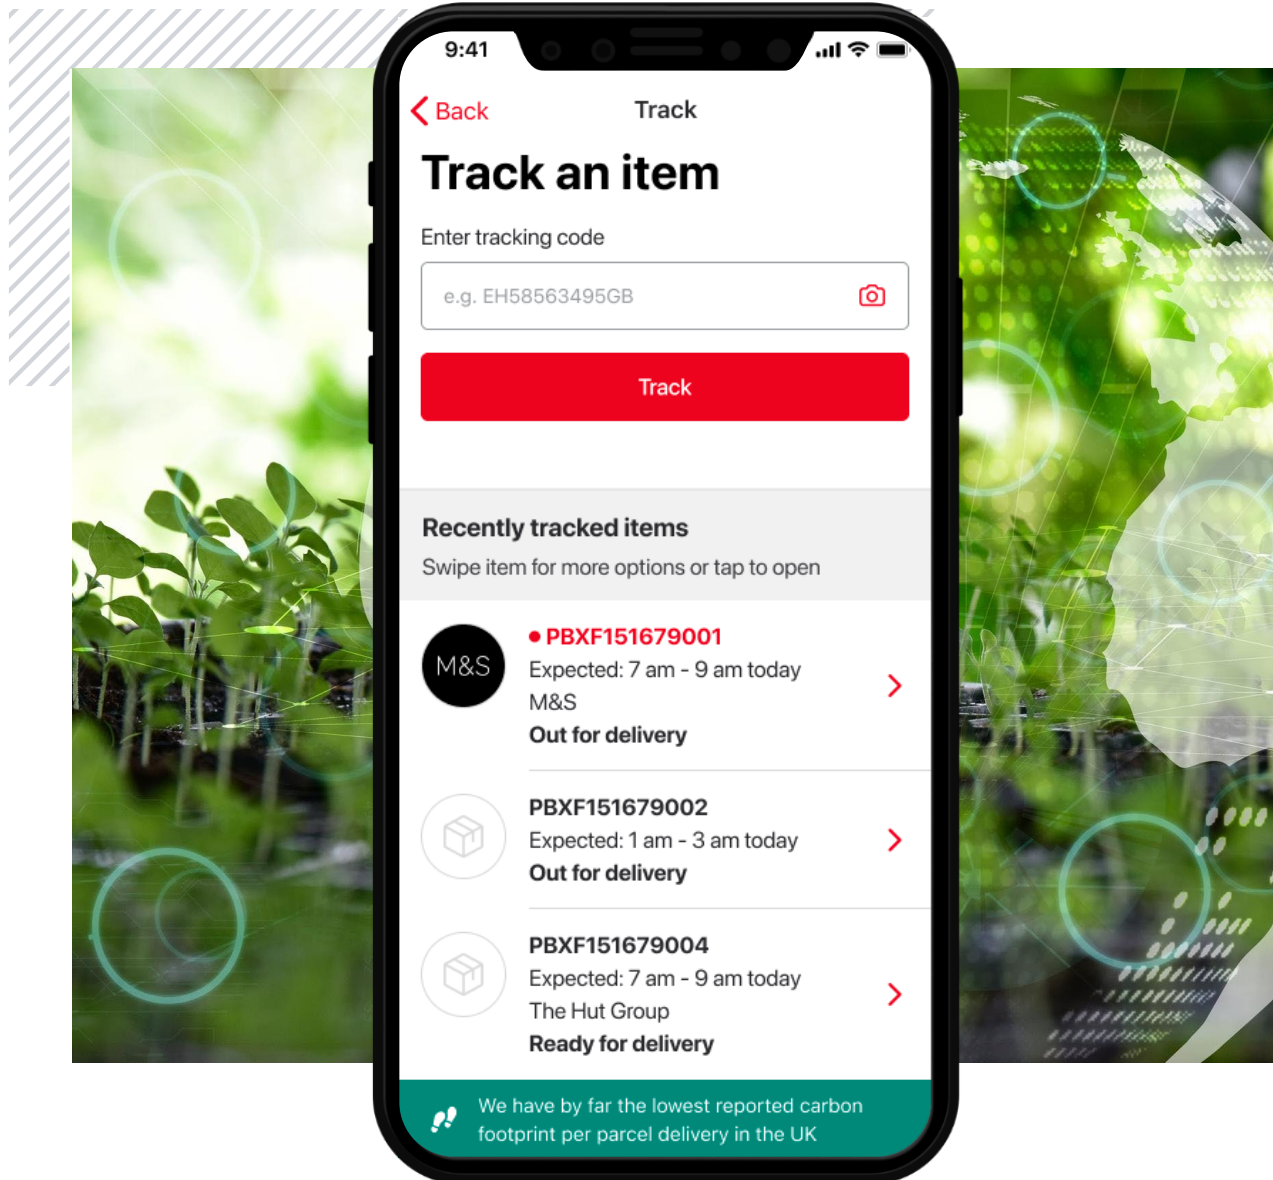 9:41
Back
Track
Track an item
Enter tracking code
e.g. EH58563495GB
Track
Recently tracked items
Swipe item for more options or tap to open
M&S
PBXF151679001
Expected: 7 am - 9 am today
M&S
Out for delivery
PBXF151679002
Expected: 1 am - 3 am today
Out for delivery
PBXF151679004
Expected: 7 am - 9 am today
The Hut Group
Ready for delivery
We have by far the lowest reported carbon
footprint per parcel delivery in the UK